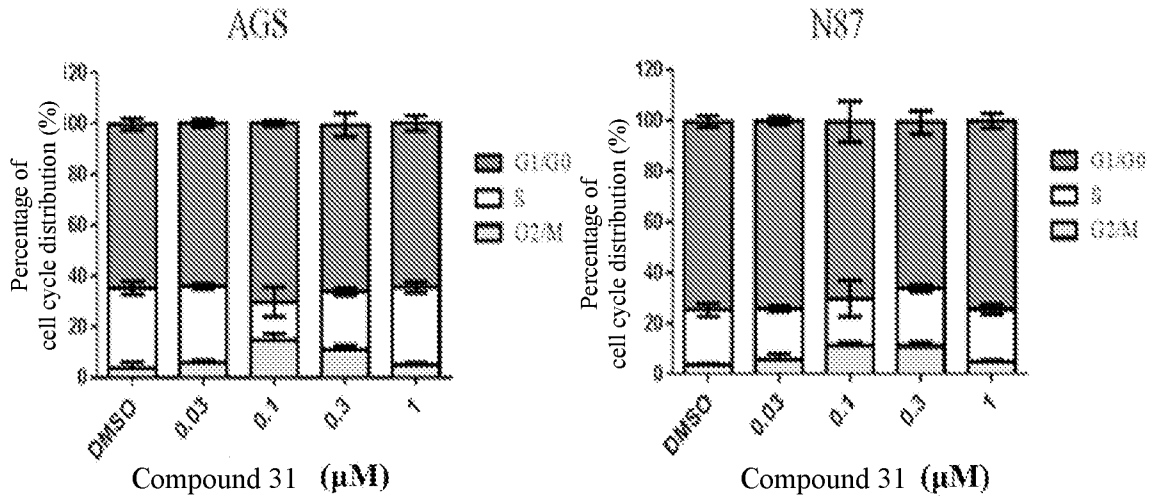 AGS
Percentage of
cell cycle distribution (%)
120
100
80
60
40
20
0
G1/G0
S
G2/M
DMSO
0.03
0.1
0.3
1
Compound 31 (μM)
N87
Percentage of
cell cycle distribution (%)
120
100
80
60
40
20
0
G1/G0
S
G2/M
DMSO
0.03
0.1
0.3
1
Compound 31 (μM)